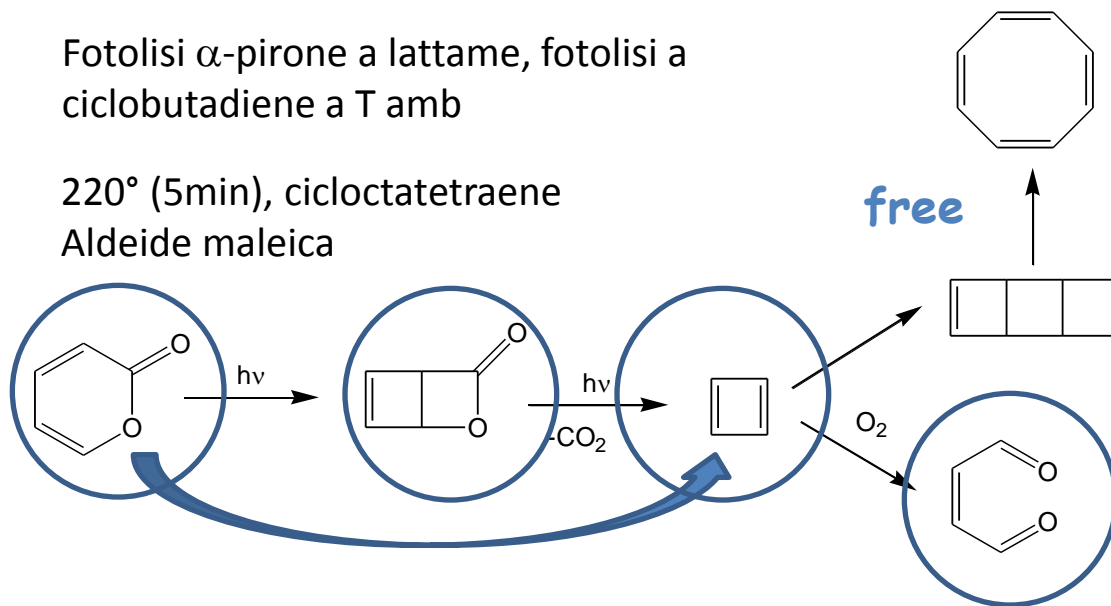 Fotolisi α-pirone a lattame, fotolisi a
ciclobutadiene a T amb
220° (5min), cicloctatetraene
Aldeide maleica
free
O
O
hν
O
O
hν
-CO2
O2
O
O